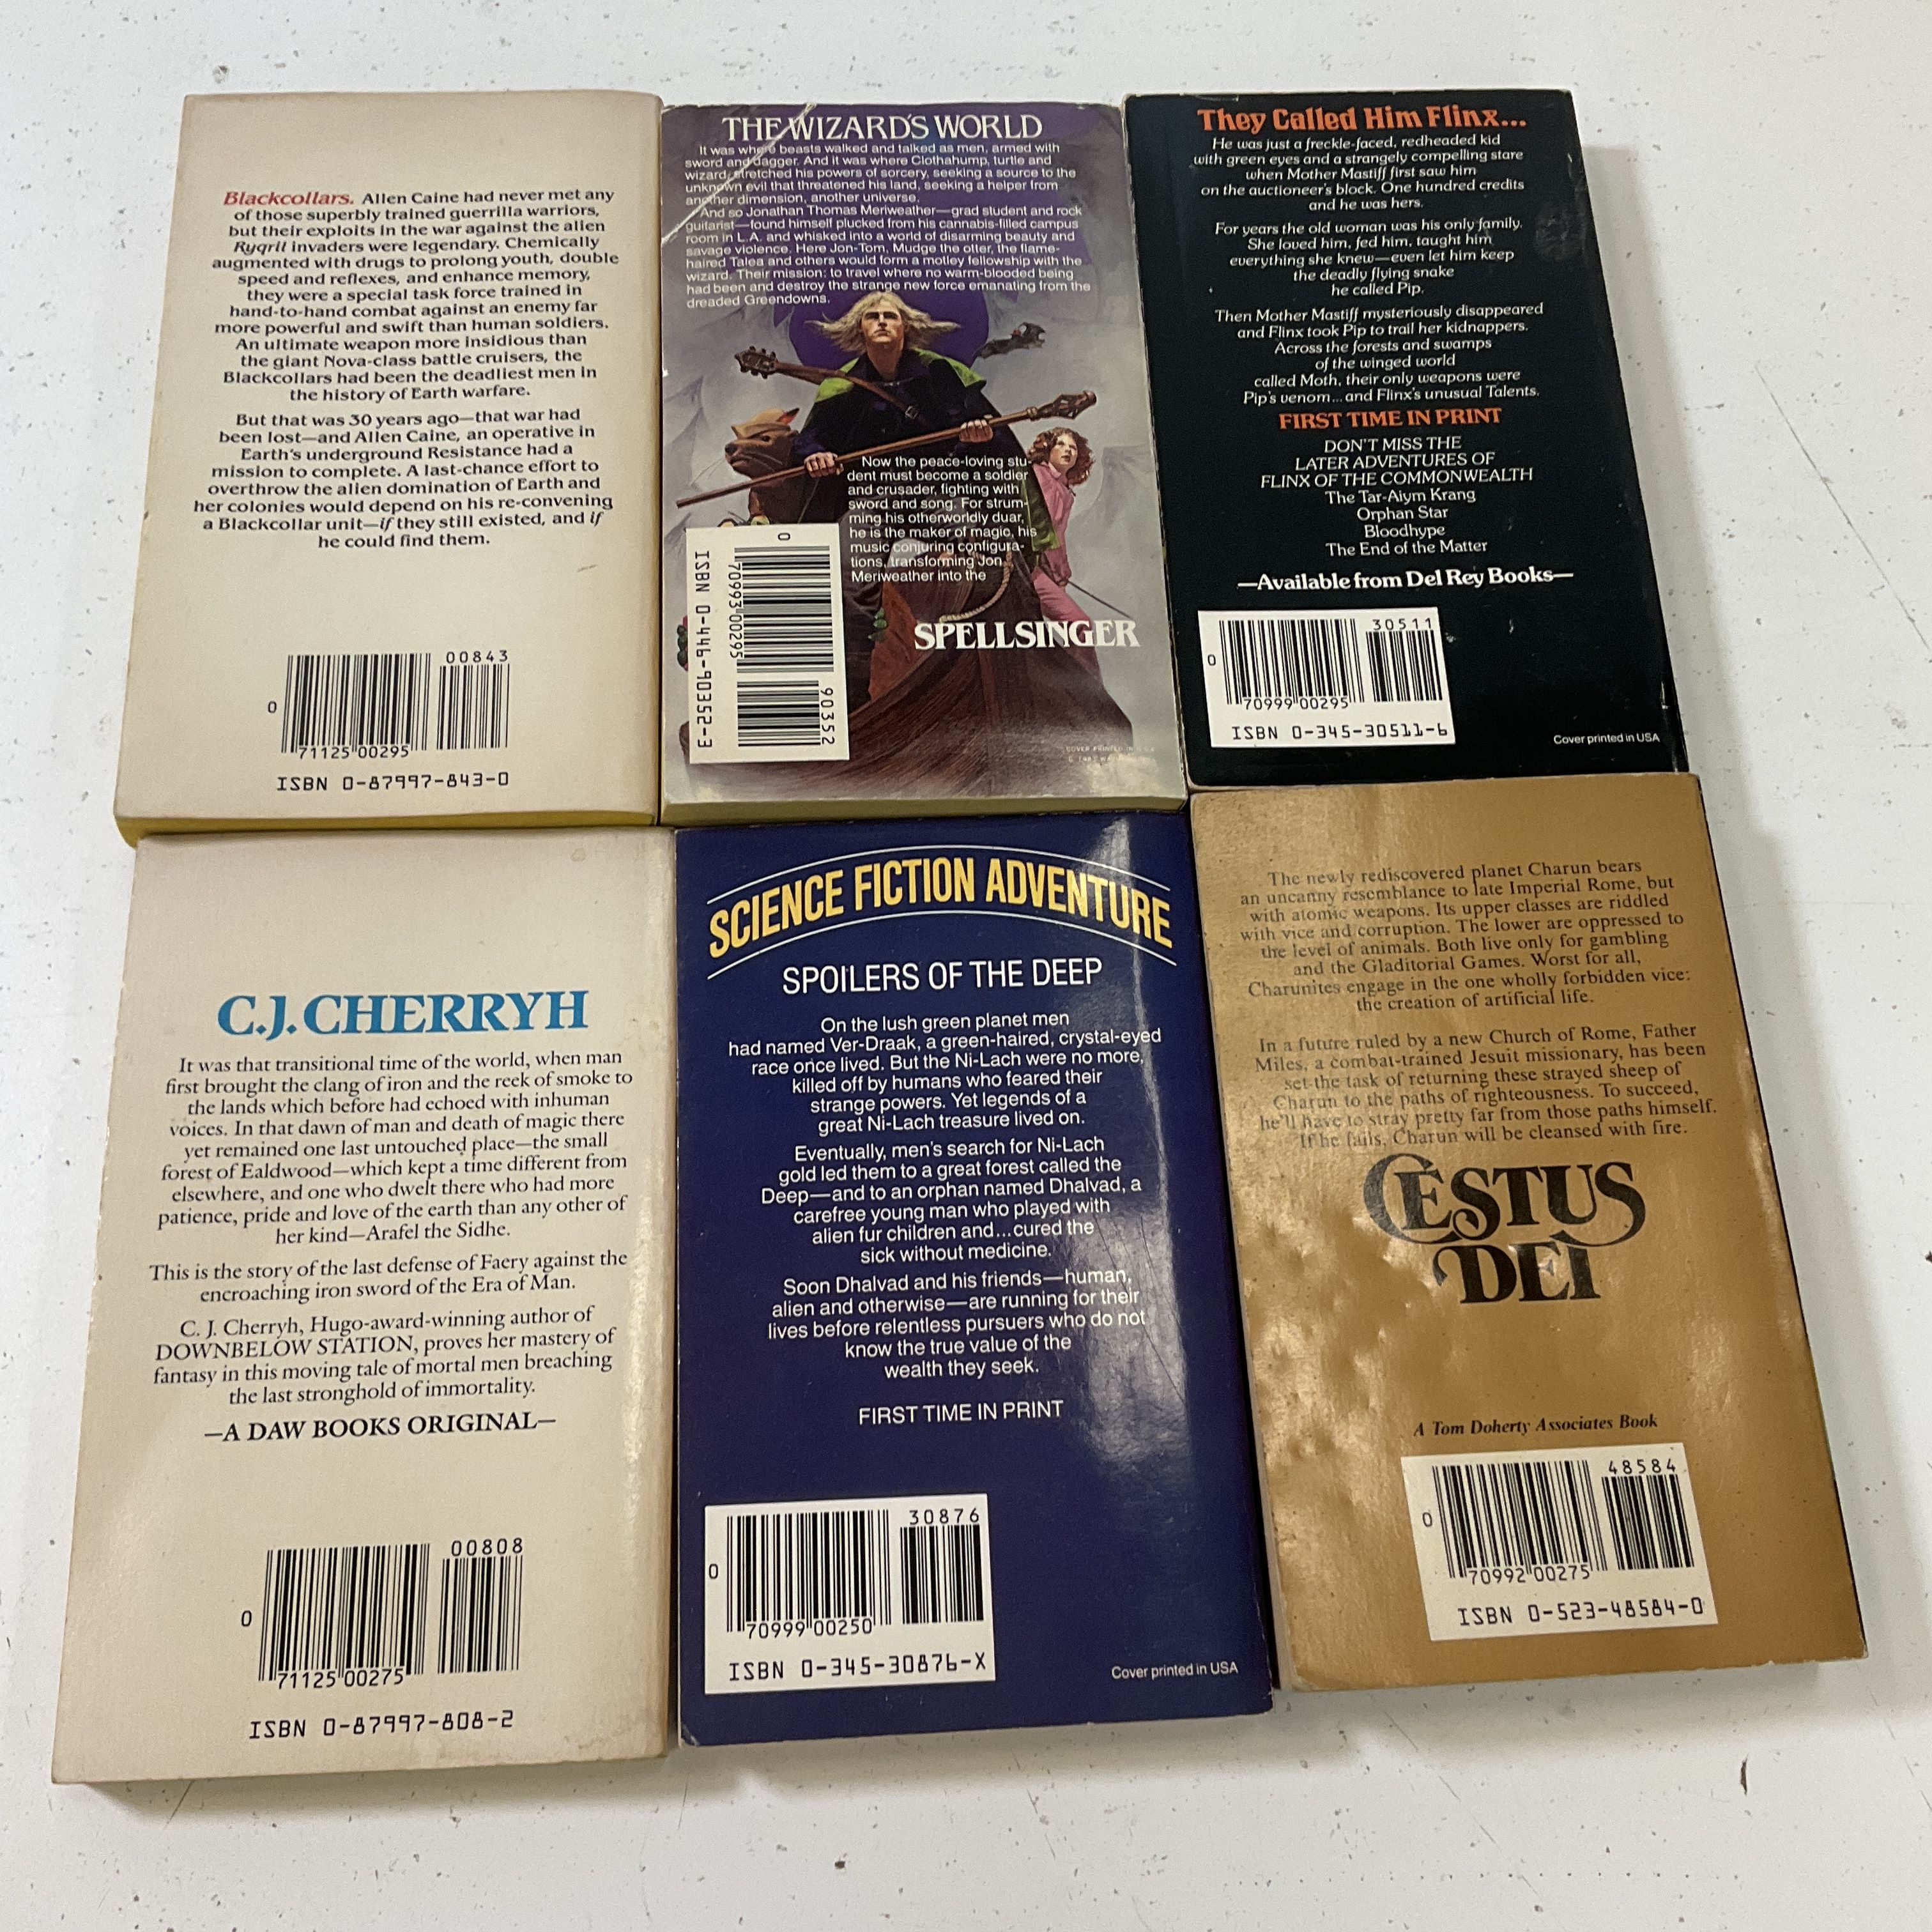 Blackcollars. Allen Caine had never met any
of those superbly trained guerrilla warriors,
but their exploits in the war against the alien
Ryqril invaders were legendary. Chemically
augmented with drugs to prolong youth, double
speed and reflexes, and enhance memory,
they were a special task force trained in
hand-to-hand combat against an enemy far
more powerful and swift than human soldiers.
An ultimate weapon more insidious than
the giant Nova-class battle cruisers, the
Blackcollars had been the deadliest men in
the history of Earth warfare.
But that was 30 years ago—that war had
been lost—and Allen Caine, an operative in
Earth's underground Resistance had a
mission to complete. A last-chance effort to
overthrow the alien domination of Earth and
her colonies would depend on his re-convening
a Blackcollar unit—if they still existed, and if
he could find them.
00843
0
71125 00295
ISBN 0-87997-843-0
THE WIZARD'S WORLD
It was where beasts walked and talked as men, armed with
sword and dagger. And it was where Clothahump, turtle and
wizard, stretched his powers of sorcery, seeking a source to the
unknown evil that threatened his land, seeking a helper from
another dimension, another universe.
And so Jonathan Thomas Meriweather—grad student and rock
guitarist—found himself plucked from his cannabis-filled campus
room in L.A. and whisked into a world of disarming beauty and
savage violence. Here Jon-Tom, Mudge the otter, the flame-
haired Talea and others would form a motley fellowship with the
wizard. Their mission: to travel where no warm-blooded being
had been and destroy the strange new force emanating from the
dreaded Greendowns.
Now the peace-loving stu-
dent must become a soldier
and crusader, fighting with
sword and song. For strum-
ming his otherworldly duar,
he is the maker of magic, his
music conjuring configura-
tions, transforming Jon
Meriweather into the
SPELLSINGER
0
70993 00295
90352
ISBN 0-446-90352-3
COVER PRINTED IN U.S.A.
They Called Him Flinx...
He was just a freckle-faced, redheaded kid
with green eyes and a strangely compelling stare
when Mother Mastiff first saw him
on the auctioneer's block. One hundred credits
and he was hers.
For years the old woman was his only family.
She loved him, fed him, taught him
everything she knew—even let him keep
the deadly flying snake
he called Pip.
Then Mother Mastiff mysteriously disappeared
and Flinx took Pip to trail her kidnappers.
Across the forests and swamps
of the winged world
called Moth, their only weapons were
Pip's venom...and Flinx's unusual Talents.
FIRST TIME IN PRINT
DON'T MISS THE
LATER ADVENTURES OF
FLINX OF THE COMMONWEALTH
The Tar-Aiym Krang
Orphan Star
Bloodhype
The End of the Matter
—Available from Del Rey Books—
30511
0
70999 00295
ISBN 0-345-30511-6
Cover printed in USA
C.J. CHERRYH
It was that transitional time of the world, when man
first brought the clang of iron and the reek of smoke to
the lands which before had echoed with inhuman
voices. In that dawn of man and death of magic there
yet remained one last untouched place—the small
forest of Ealdwood—which kept a time different from
elsewhere, and one who dwelt there who had more
patience, pride and love of the earth than any other of
her kind—Arafel the Sidhe.
This is the story of the last defense of Faery against the
encroaching iron sword of the Era of Man.
C. J. Cherryh, Hugo-award-winning author of
DOWNBELOW STATION, proves her mastery of
fantasy in this moving tale of mortal men breaching
the last stronghold of immortality.
—A DAW BOOKS ORIGINAL—
00808
0
71125 00275
ISBN 0-87997-808-2
SCIENCE FICTION ADVENTURE
SPOILERS OF THE DEEP
On the lush green planet men
had named Ver-Draak, a green-haired, crystal-eyed
race once lived. But the Ni-Lach were no more,
killed off by humans who feared their
strange powers. Yet legends of a
great Ni-Lach treasure lived on.
Eventually, men's search for Ni-Lach
gold led them to a great forest called the
Deep—and to an orphan named Dhalvad, a
carefree young man who played with
alien fur children and...cured the
sick without medicine.
Soon Dhalvad and his friends—human,
alien and otherwise—are running for their
lives before relentless pursuers who do not
know the true value of the
wealth they seek.
FIRST TIME IN PRINT
30876
0
70999 00250
ISBN 0-345-30876-X
Cover printed in USA
The newly rediscovered planet Charun bears
an uncanny resemblance to late Imperial Rome, but
with atomic weapons. Its upper classes are riddled
with vice and corruption. The lower are oppressed to
the level of animals. Both live only for gambling
and the Gladitorial Games. Worst for all,
Charunites engage in the one wholly forbidden vice:
the creation of artificial life.
In a future ruled by a new Church of Rome, Father
Miles, a combat-trained Jesuit missionary, has been
set the task of returning these strayed sheep of
Charun to the paths of righteousness. To succeed,
he'll have to stray pretty far from those paths himself.
If he fails, Charun will be cleansed with fire.
CESTUS
DEI
A Tom Doherty Associates Book
48584
0
70992 00275
ISBN 0-523-48584-0